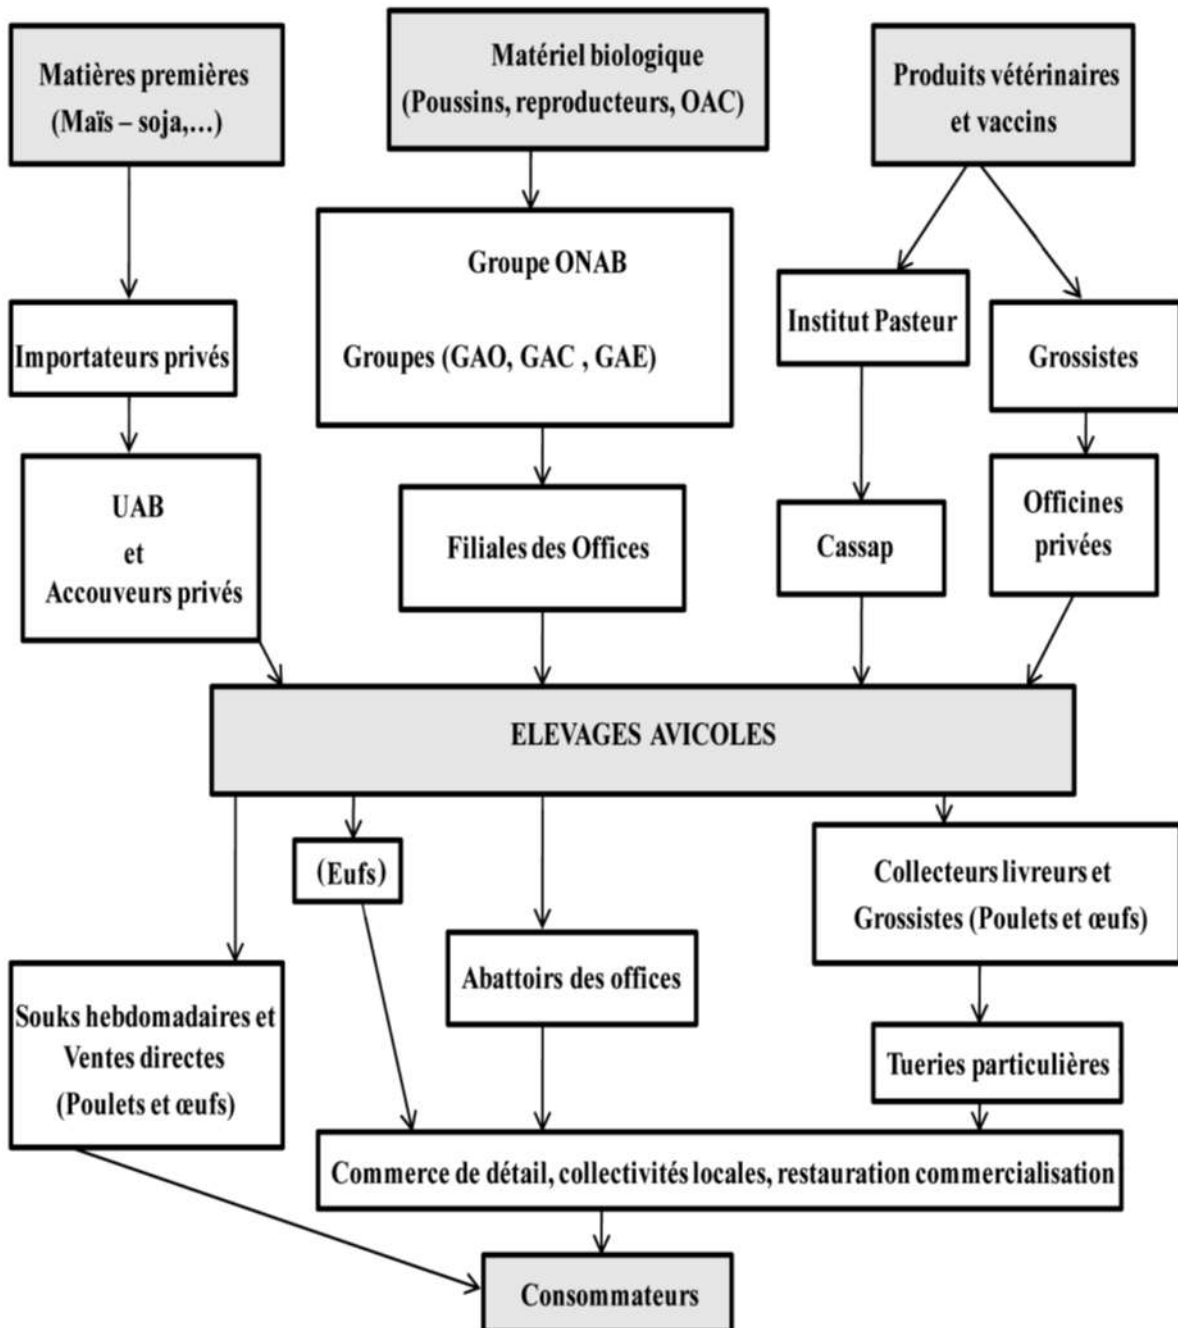 Matières premières
(Maïs – soja,...)
Matériel biologique
(Poussins, reproducteurs, OAC)
Produits vétérinaires
et vaccins
Groupe ONAB
Groupes (GAO, GAC , GAE)
Importateurs privés
Institut Pasteur
Grossistes
UAB
et
Accouveurs privés
Filiales des Offices
Cassap
Officines
privées
ELEVAGES AVICOLES
(Eufs)
Collecteurs livreurs et
Grossistes (Poulets et œufs)
Abattoirs des offices
Souks hebdomadaires et
Ventes directes
(Poulets et œufs)
Tueries particulières
Commerce de détail, collectivités locales, restauration commercialisation
Consommateurs